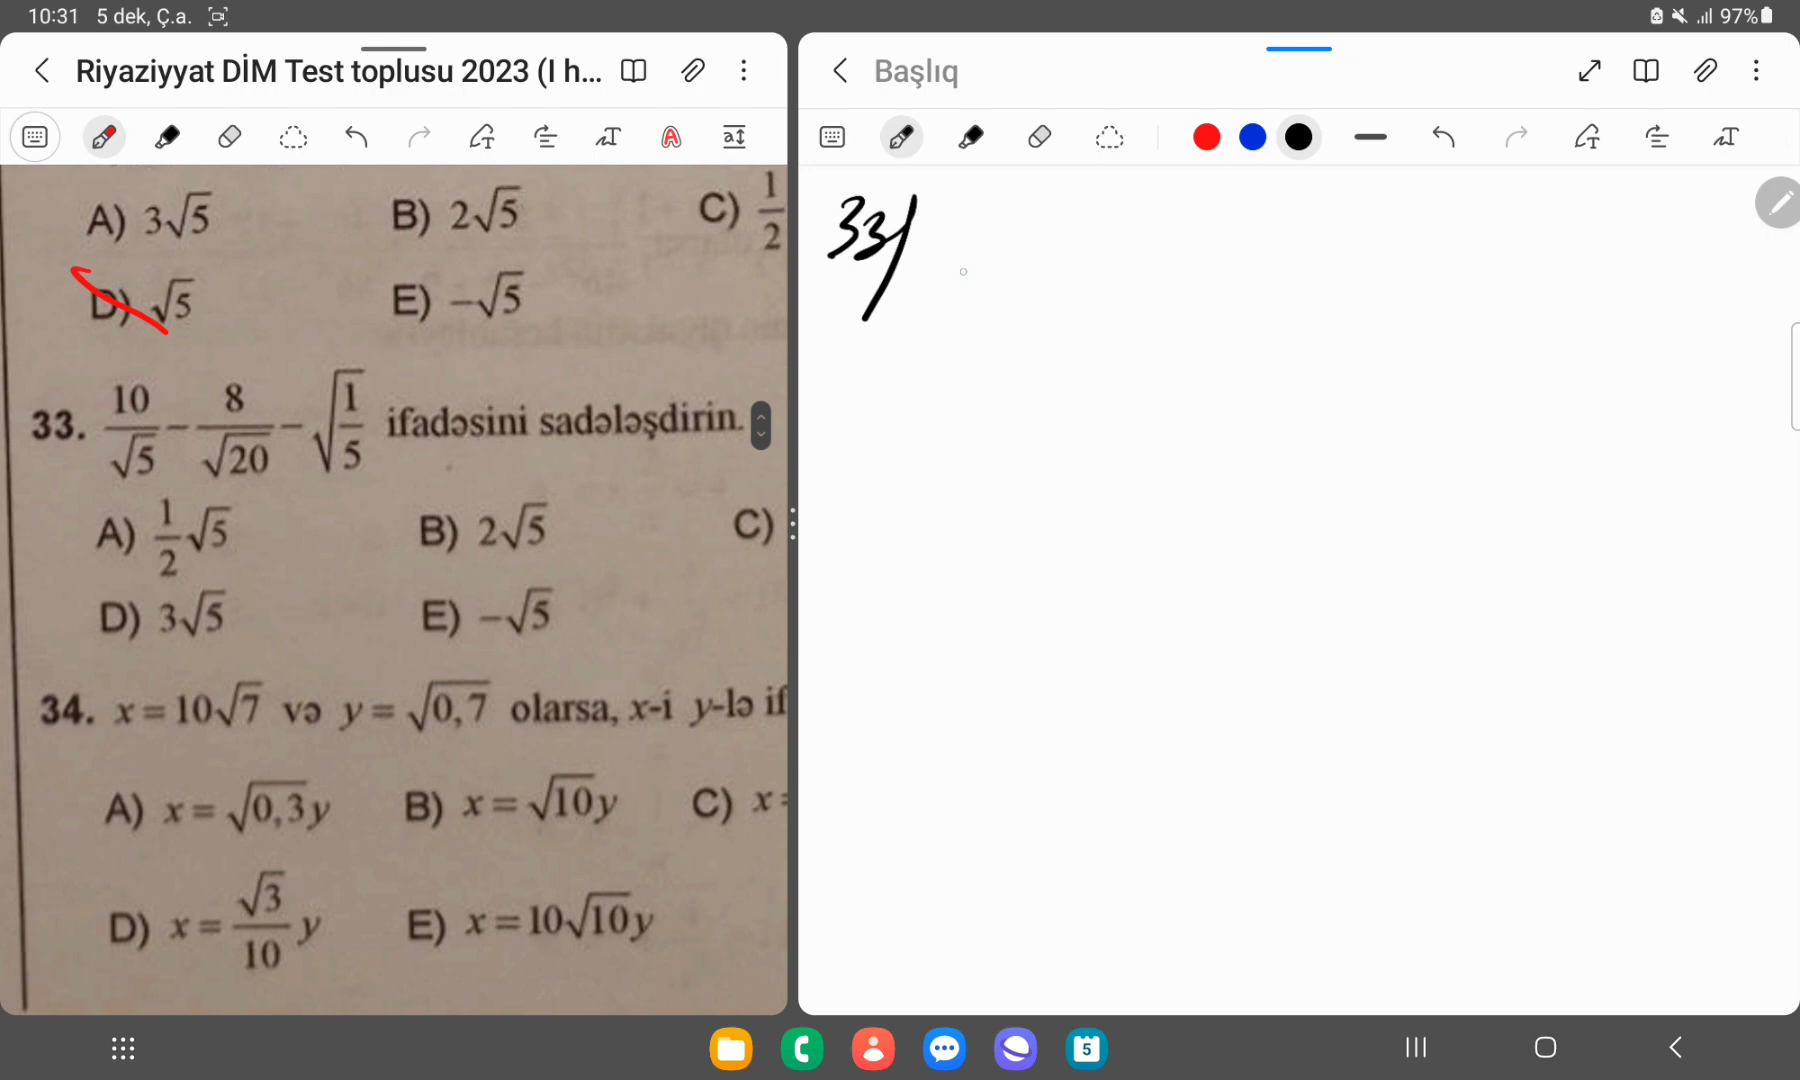 10:31 5 dek, Ç.a. 97%
Riyaziyyat DİM Test toplusu 2023 (I h...
Başlıq
A) 3√5 B) 2√5 C) 1/2
D) √5 E) −√5
33. 10/√5 − 8/√20 − √(1/5) ifadəsini sadələşdirin.
A) 1/2 √5 B) 2√5 C)
D) 3√5 E) −√5
34. x = 10√7 və y = √0,7 olarsa, x-i y-lə if
A) x = √0,3y B) x = √10y C) x =
D) x = √3/10 y E) x = 10√10y
33/
5